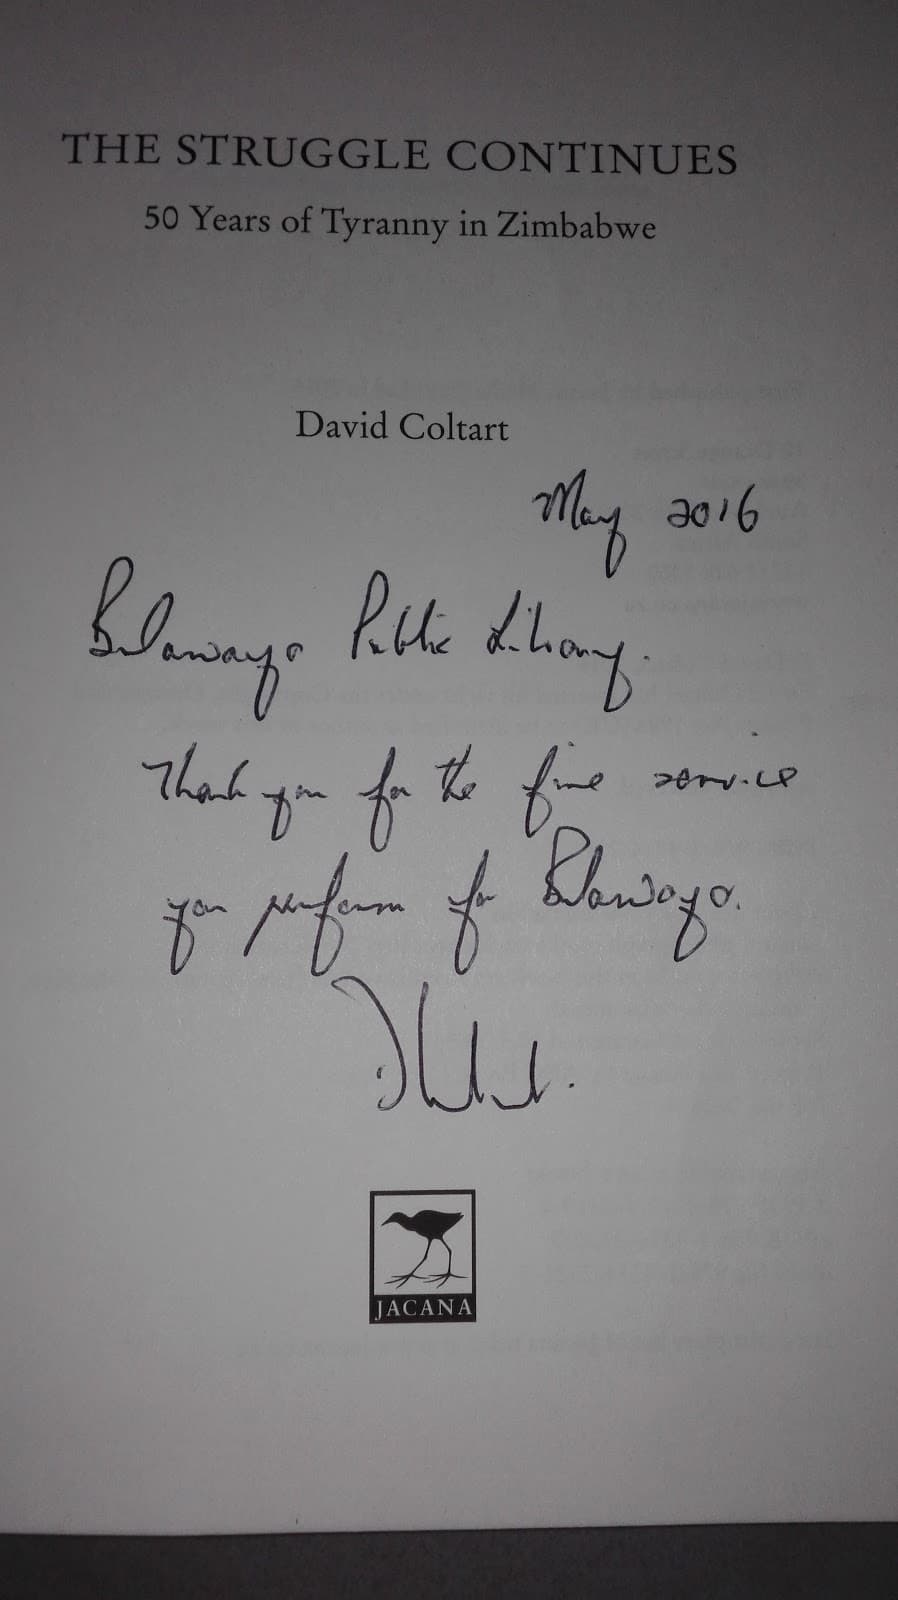 THE STRUGGLE CONTINUES
50 Years of Tyranny in Zimbabwe
David Coltart
May 2016
Bulawayo Public Library.
Thank you for the fine service
you perform for Bulawayo.
JACANA